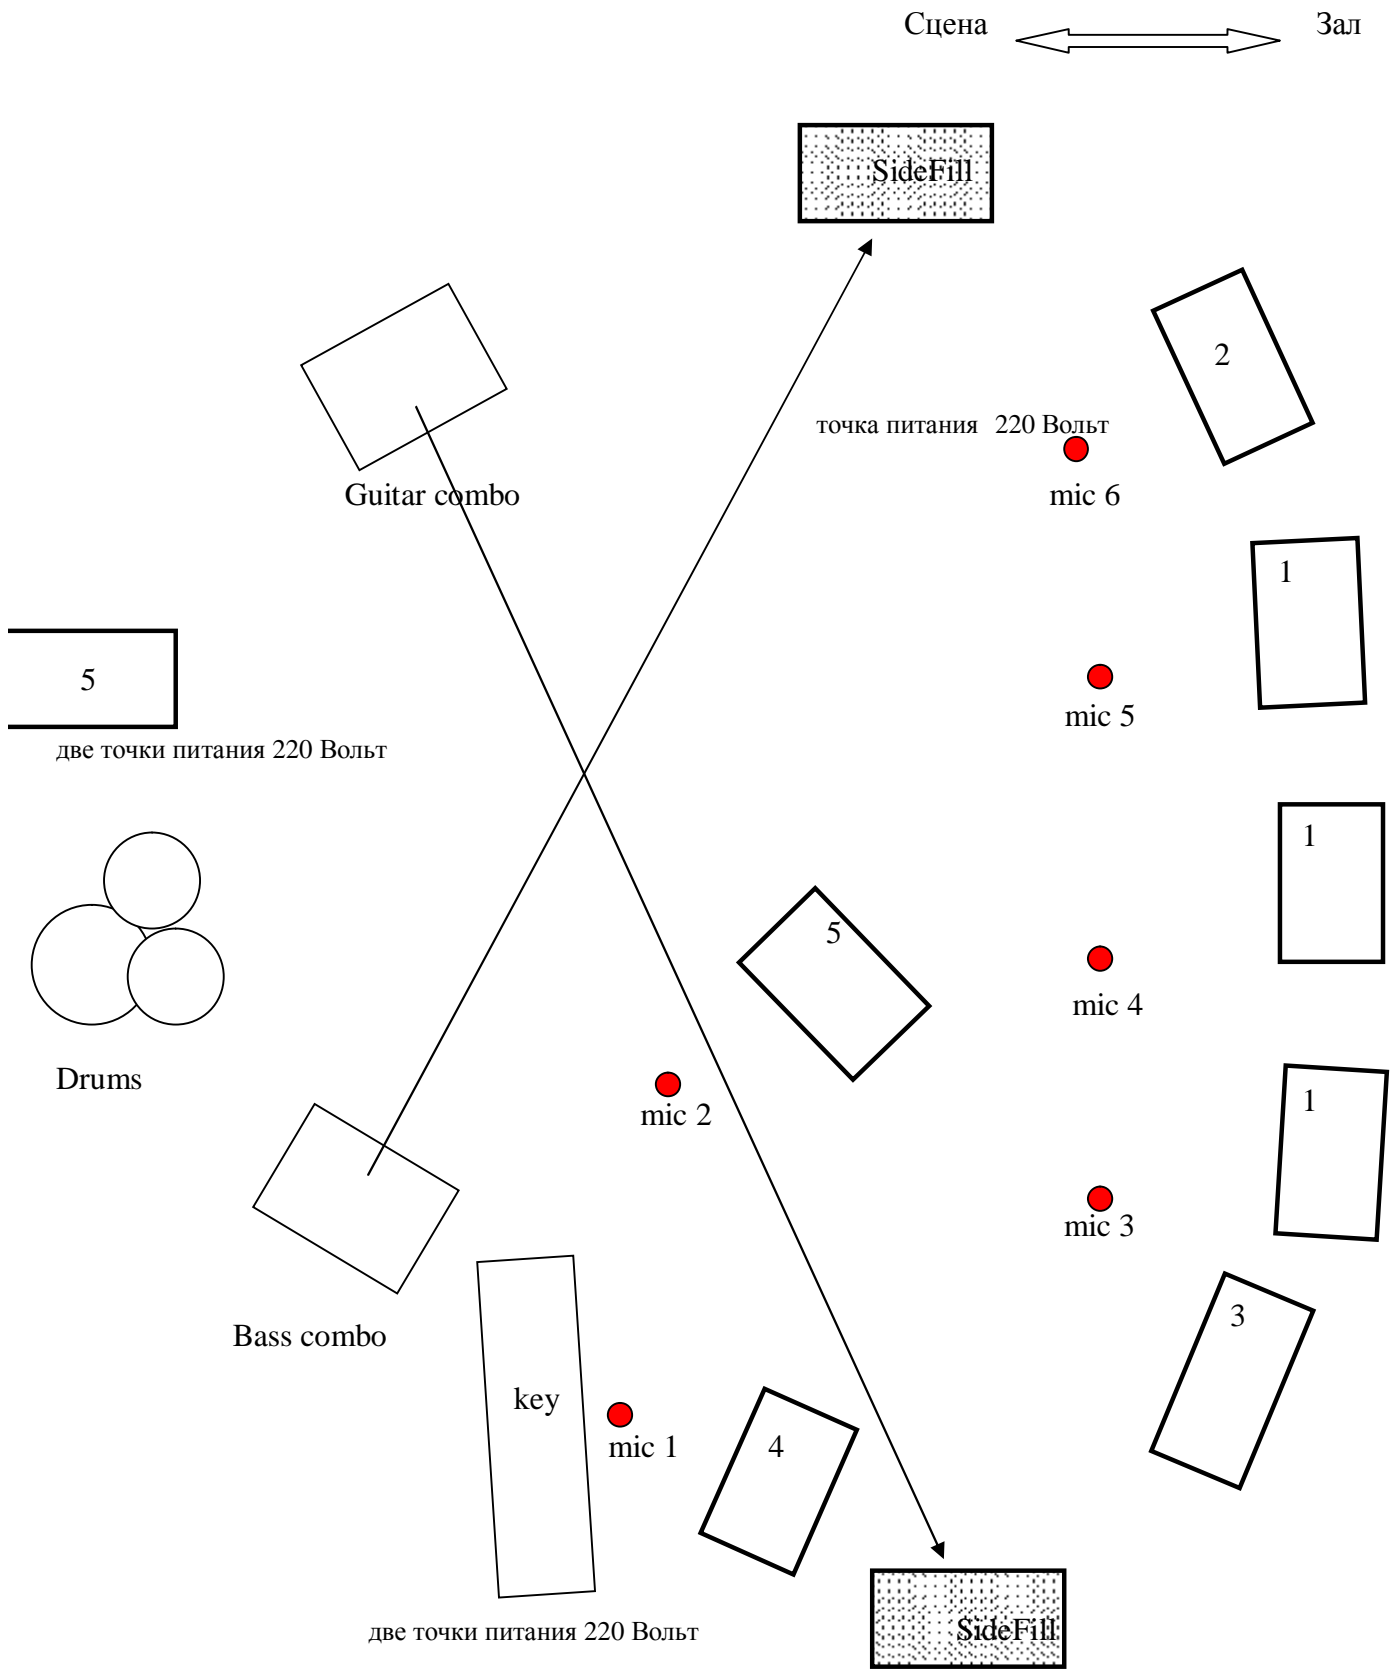 Сцена
Зал
SideFill
2
точка питания 220 Вольт
Guitar combo
mic 6
1
5
mic 5
две точки питания 220 Вольт
1
5
mic 4
Drums
mic 2
1
mic 3
Bass combo
3
key
mic 1
4
две точки питания 220 Вольт
SideFill